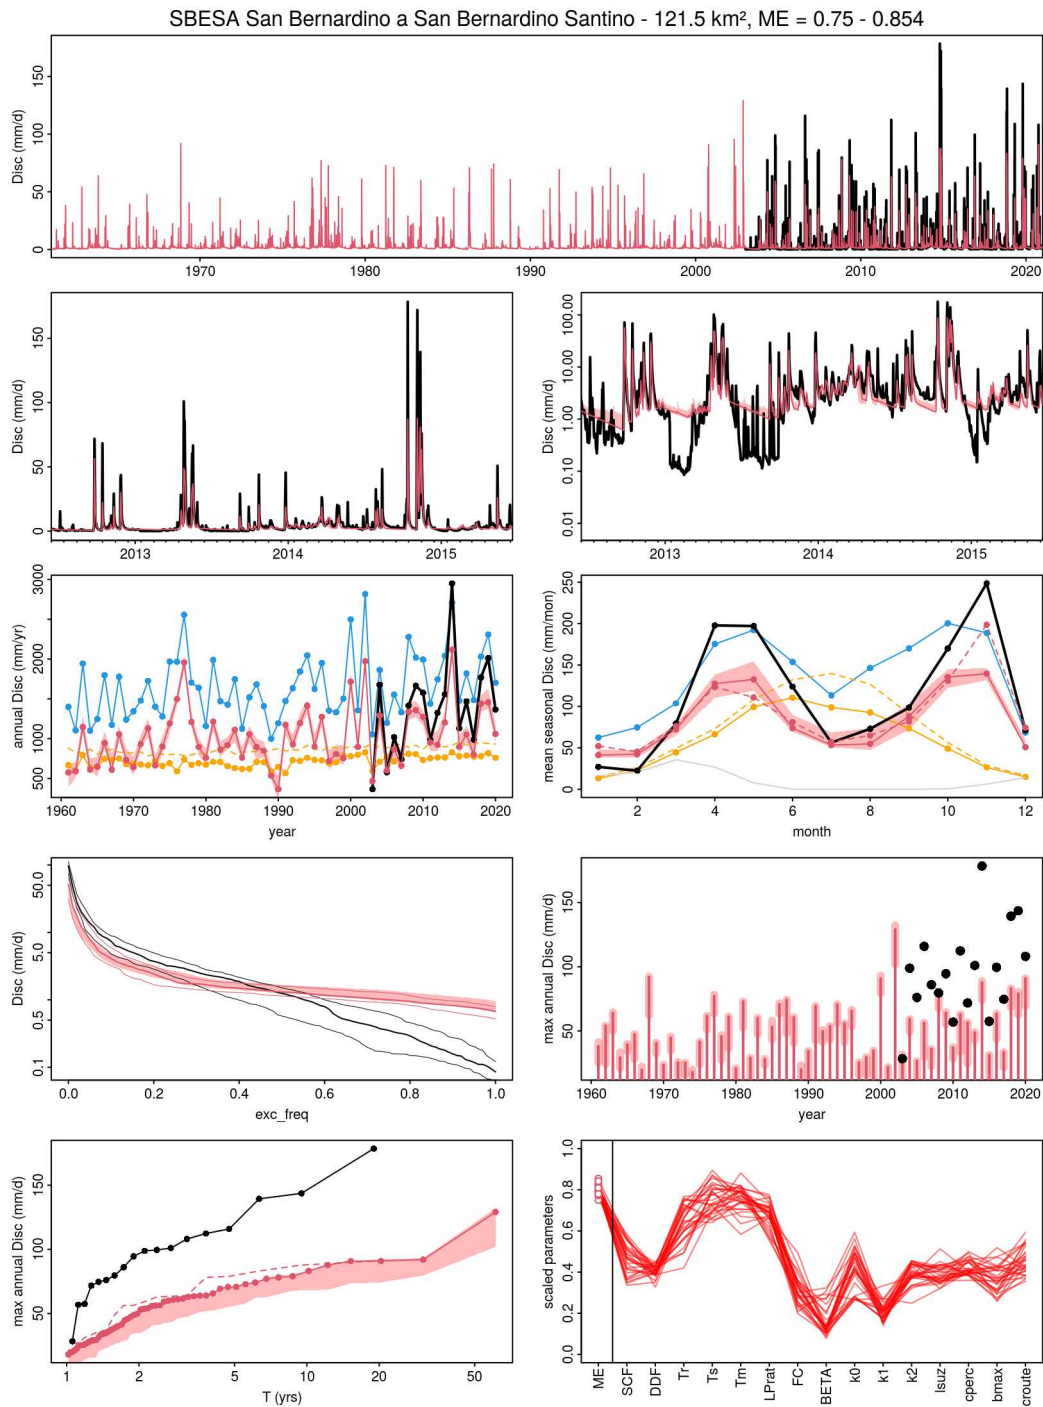 SBESA San Bernardino a San Bernardino Santino - 121.5 km², ME = 0.75 - 0.854
Disc (mm/d)
0 50 100 150
1970 1980 1990 2000 2010 2020
Disc (mm/d)
0 50 100 150
2013 2014 2015
Disc (mm/d)
0.01 0.10 1.00 10.00 100.00
2013 2014 2015
annual Disc (mm/yr)
500 1000 2000 3000
1960 1970 1980 1990 2000 2010 2020
year
mean seasonal Disc (mm/mon)
0 50 100 150 200 250
2 4 6 8 10 12
month
Disc (mm/d)
0.1 0.5 5.0 50.0
0.0 0.2 0.4 0.6 0.8 1.0
exc_freq
max annual Disc (mm/d)
50 100 150
1960 1970 1980 1990 2000 2010 2020
year
max annual Disc (mm/d)
50 100 150
1 2 5 10 20 50
T (yrs)
scaled parameters
0.0 0.2 0.4 0.6 0.8 1.0
ME SCF DDF Tr Ts Tm LPrat FC BETA k0 k1 k2 lsuz cperc bmax croute